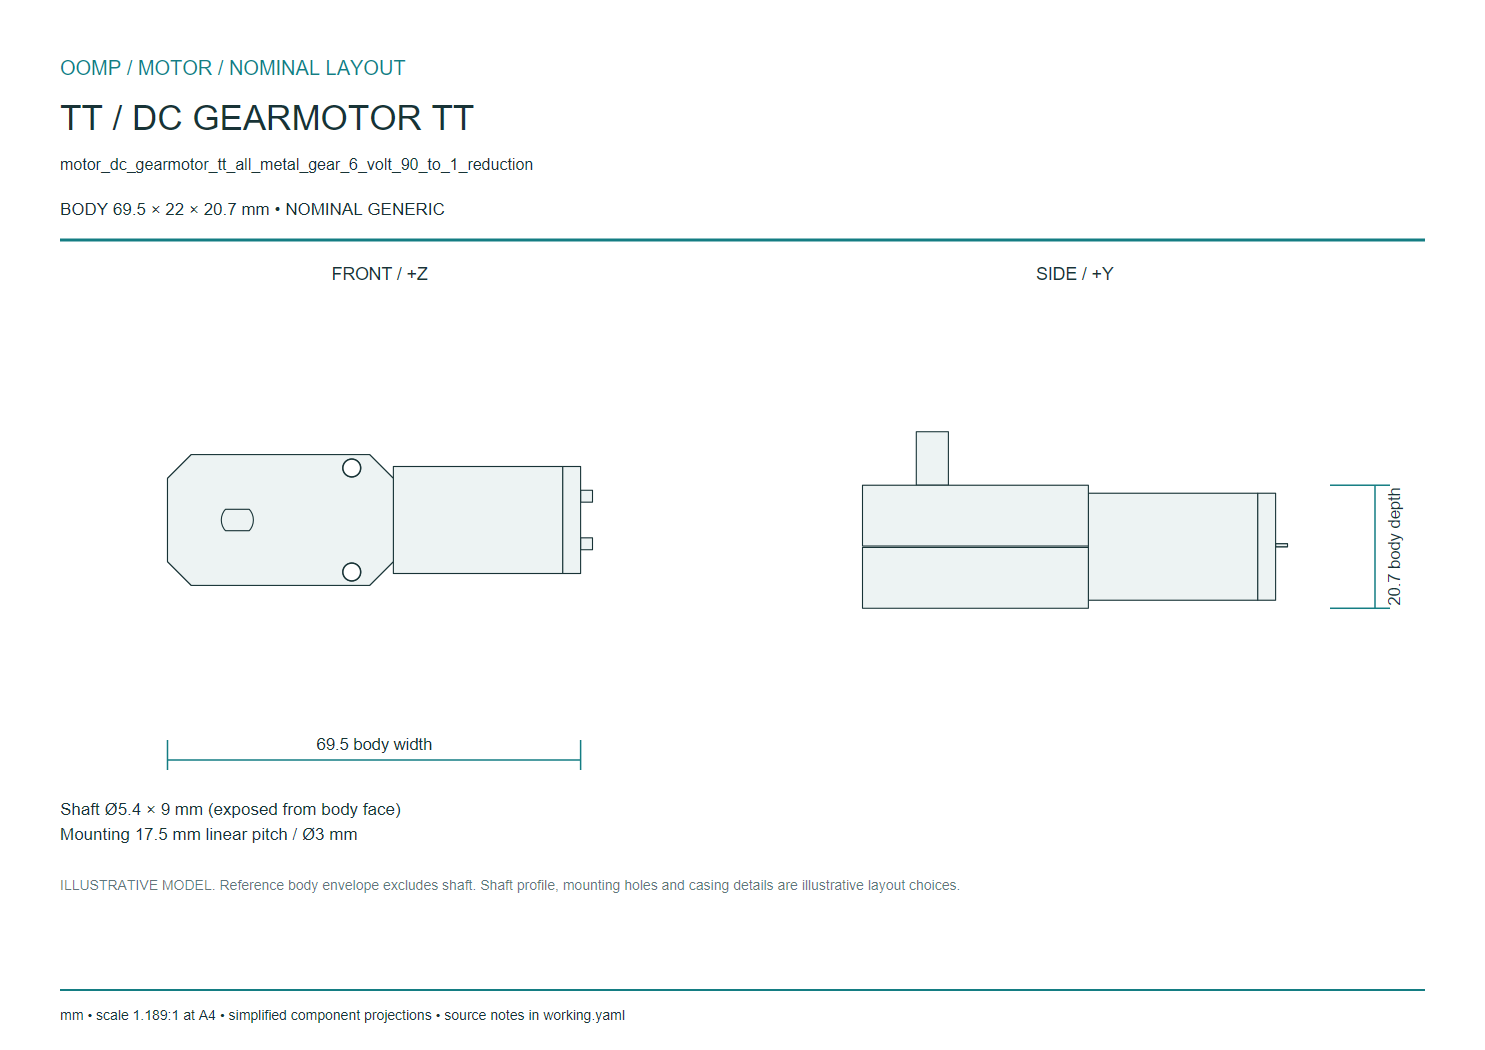 OOMP / MOTOR / NOMINAL LAYOUT
TT / DC GEARMOTOR TT
motor_dc_gearmotor_tt_all_metal_gear_6_volt_90_to_1_reduction
BODY 69.5 × 22 × 20.7 mm • NOMINAL GENERIC
FRONT / +Z
SIDE / +Y
20.7 body depth
69.5 body width
Shaft Ø5.4 × 9 mm (exposed from body face)
Mounting 17.5 mm linear pitch / Ø3 mm
ILLUSTRATIVE MODEL. Reference body envelope excludes shaft. Shaft profile, mounting holes and casing details are illustrative layout choices.
mm • scale 1.189:1 at A4 • simplified component projections • source notes in working.yaml